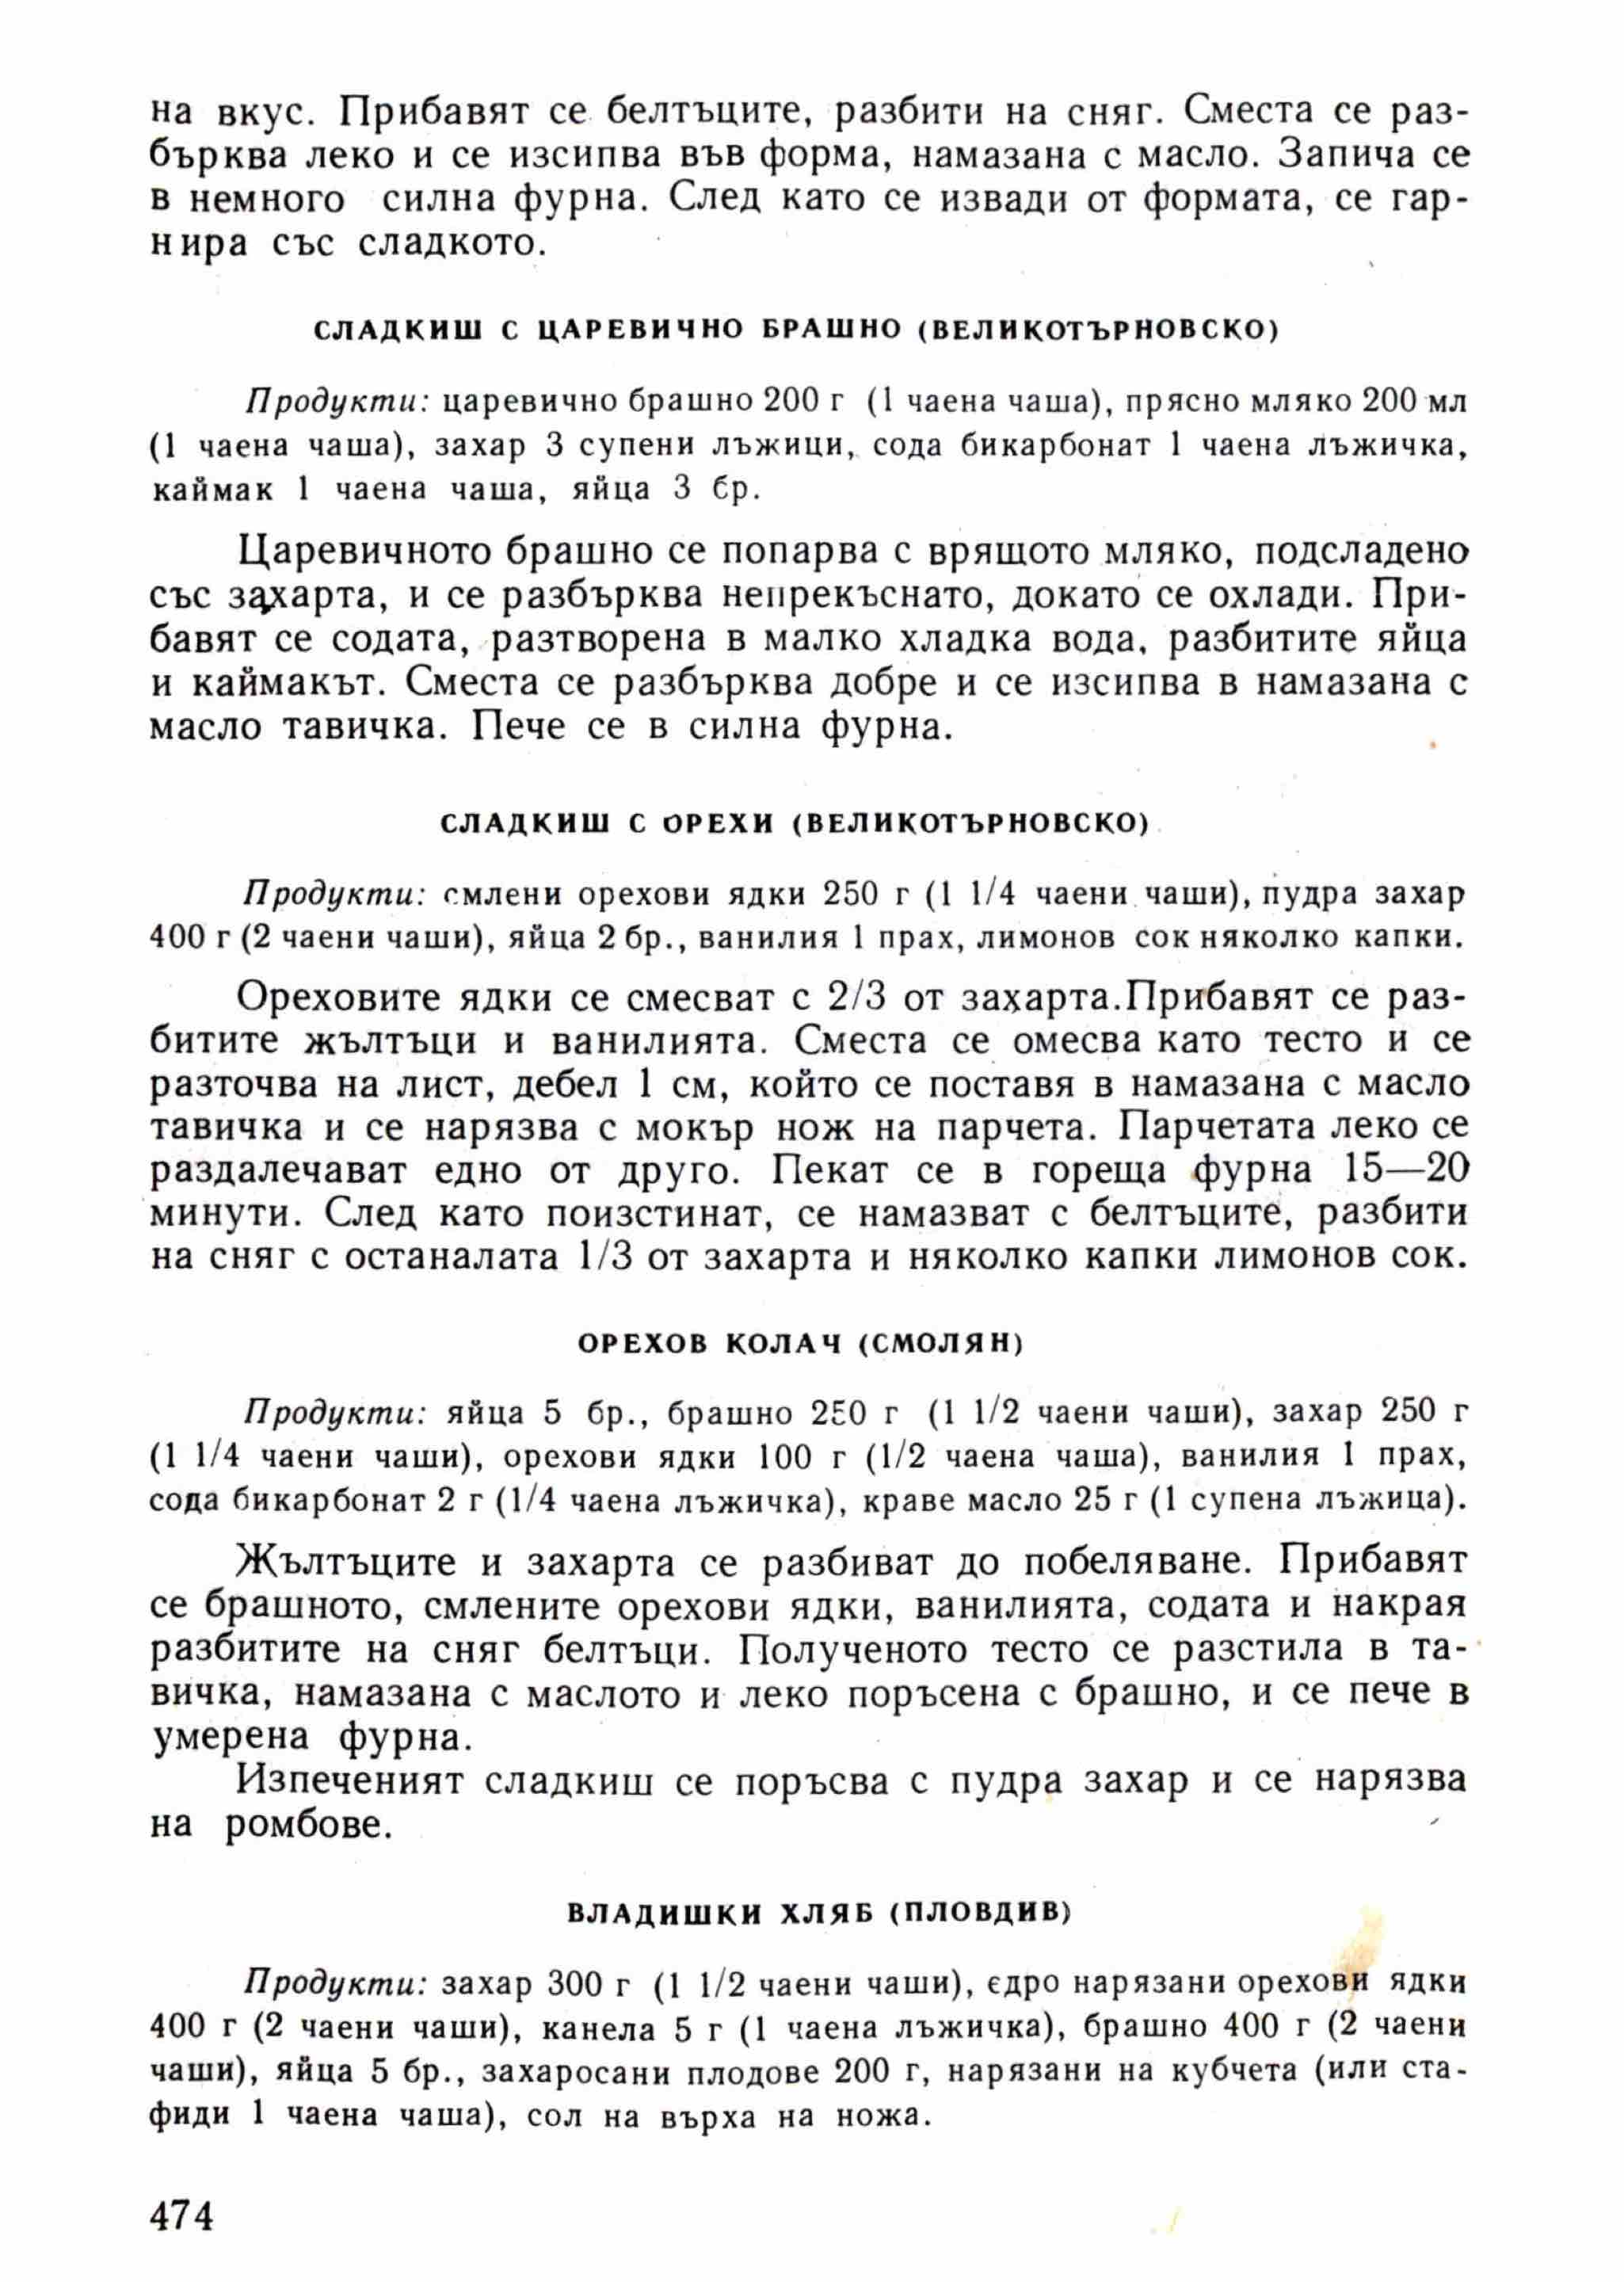 на вкус. Прибавят се белтъците, разбити на сняг. Сместа се раз-
бърква леко и се изсипва във форма, намазана с масло. Запича се
в немного силна фурна. След като се извади от формата, се гар-
нира със сладкото.
СЛАДКИШ С ЦАРЕВИЧНО БРАШНО (ВЕЛИКОТЪРНОВСКО)
Продукти: царевично брашно 200 г (1 чаена чаша), прясно мляко 200 мл
(1 чаена чаша), захар 3 супени лъжици, сода бикарбонат 1 чаена лъжичка,
каймак 1 чаена чаша, яйца 3 бр.
Царевичното брашно се попарва с врящото мляко, подсладено
със захарта, и се разбърква непрекъснато, докато се охлади. При-
бавят се содата, разтворена в малко хладка вода, разбитите яйца
и каймакът. Сместа се разбърква добре и се изсипва в намазана с
масло тавичка. Пече се в силна фурна.
СЛАДКИШ С ОРЕХИ (ВЕЛИКОТЪРНОВСКО)
Продукти: смлени орехови ядки 250 г (1 1/4 чаени чаши), пудра захар
400 г (2 чаени чаши), яйца 2 бр., ванилия 1 прах, лимонов сок няколко капки.
Ореховите ядки се смесват с 2/3 от захарта.Прибавят се раз-
битите жълтъци и ванилията. Сместа се омесва като тесто и се
разточва на лист, дебел 1 см, който се поставя в намазана с масло
тавичка и се нарязва с мокър нож на парчета. Парчетата леко се
раздалечават едно от друго. Пекат се в гореща фурна 15—20
минути. След като поизстинат, се намазват с белтъците, разбити
на сняг с останалата 1/3 от захарта и няколко капки лимонов сок.
ОРЕХОВ КОЛАЧ (СМОЛЯН)
Продукти: яйца 5 бр., брашно 250 г (1 1/2 чаени чаши), захар 250 г
(1 1/4 чаени чаши), орехови ядки 100 г (1/2 чаена чаша), ванилия 1 прах,
сода бикарбонат 2 г (1/4 чаена лъжичка), краве масло 25 г (1 супена лъжица).
Жълтъците и захарта се разбиват до побеляване. Прибавят
се брашното, смлените орехови ядки, ванилията, содата и накрая
разбитите на сняг белтъци. Полученото тесто се разстила в та-
вичка, намазана с маслото и леко поръсена с брашно, и се пече в
умерена фурна.
Изпеченият сладкиш се поръсва с пудра захар и се нарязва
на ромбове.
ВЛАДИШКИ ХЛЯБ (ПЛОВДИВ)
Продукти: захар 300 г (1 1/2 чаени чаши), едро нарязани орехови ядки
400 г (2 чаени чаши), канела 5 г (1 чаена лъжичка), брашно 400 г (2 чаени
чаши), яйца 5 бр., захаросани плодове 200 г, нарязани на кубчета (или ста-
фиди 1 чаена чаша), сол на върха на ножа.
474